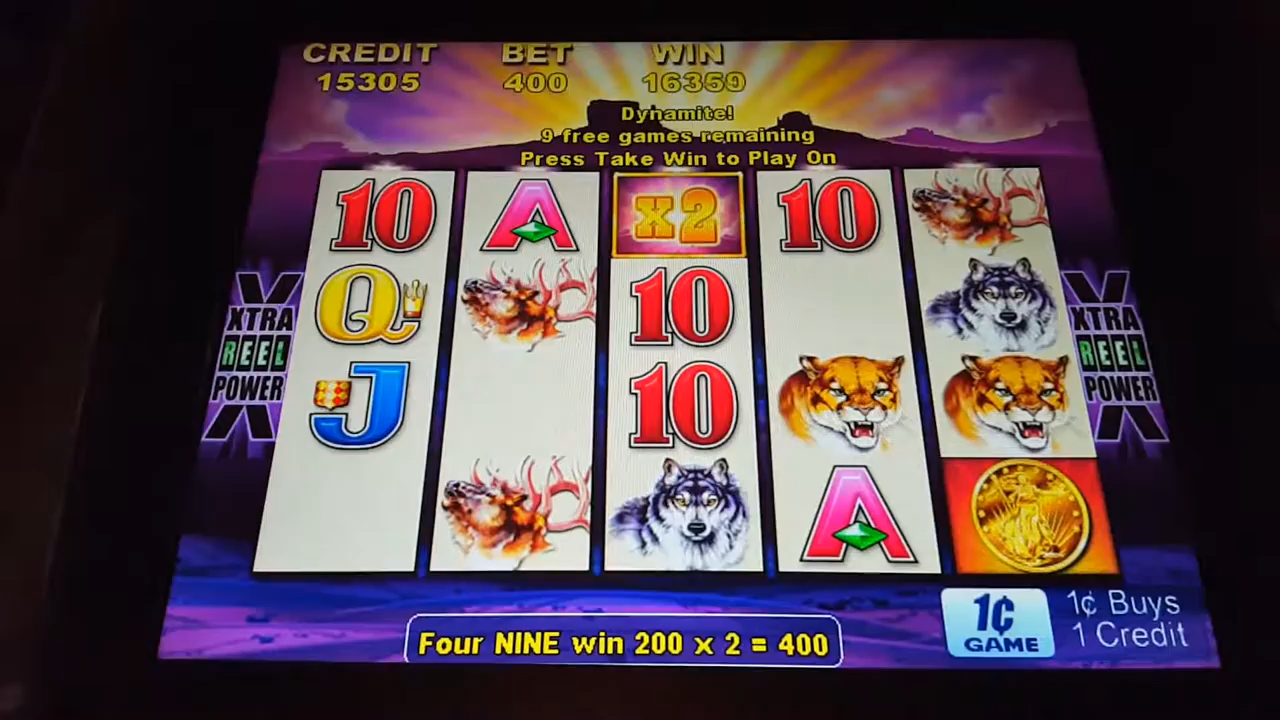 CREDIT BET WIN
15305 400 16359
Dynamite!
9 free games remaining
Press Take Win to Play On
10 A X2 10
Q 10
J 10
A
XTRA
REEL
POWER
XTRA
REEL
POWER
Four NINE win 200 x 2 = 400
1¢
GAME
1¢ Buys
1 Credit